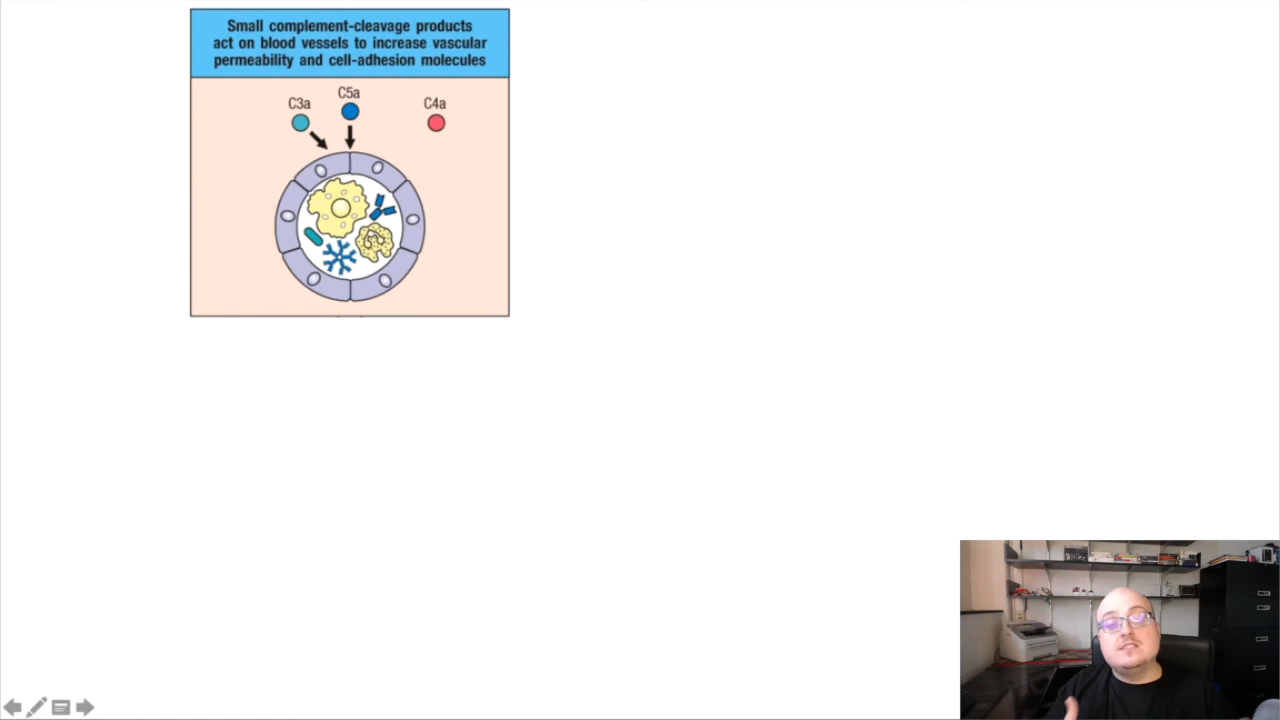 Small complement-cleavage products
act on blood vessels to increase vascular
permeability and cell-adhesion molecules
C5a
C3a
C4a